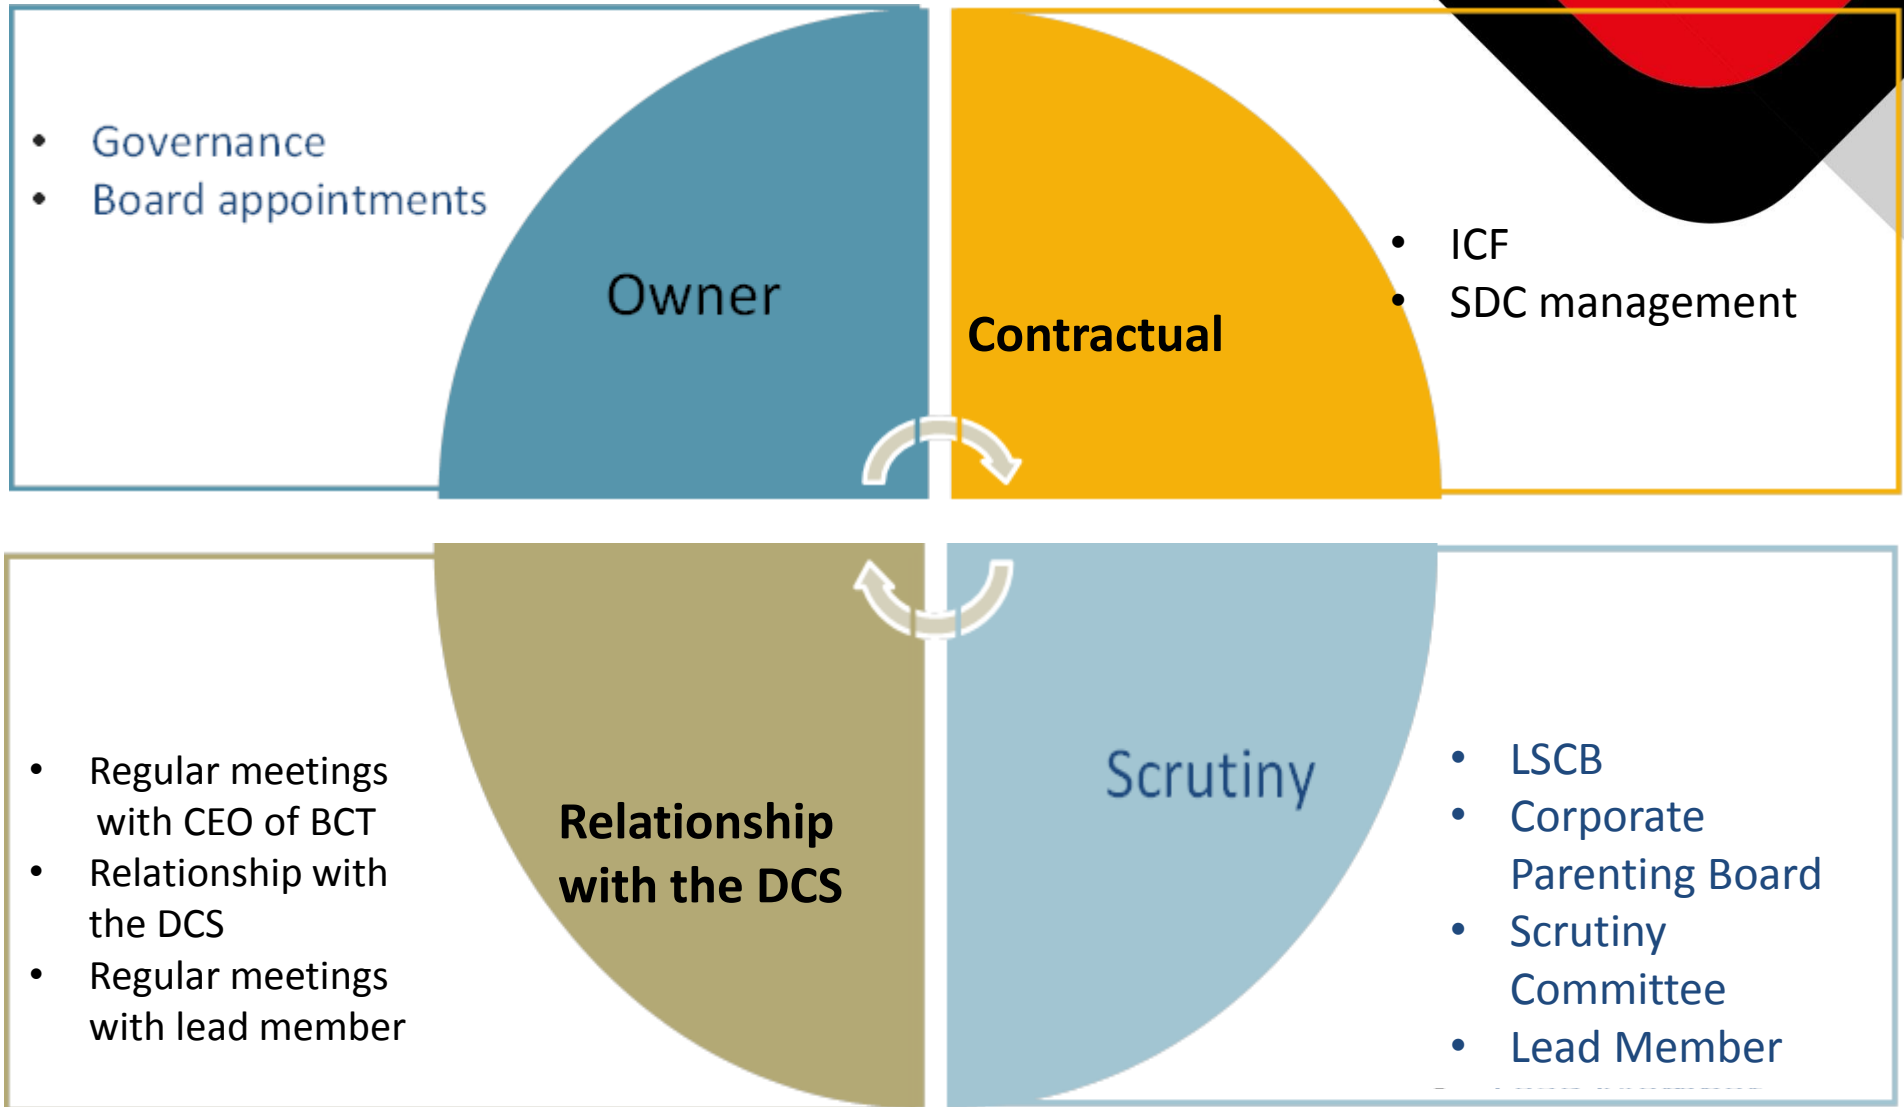 • Governance
• Board appointments
Owner
Contractual
• ICF
• SDC management
• Regular meetings
with CEO of BCT
• Relationship with
the DCS
• Regular meetings
with lead member
Relationship
with the DCS
Scrutiny
• LSCB
• Corporate
Parenting Board
• Scrutiny
Committee
• Lead Member